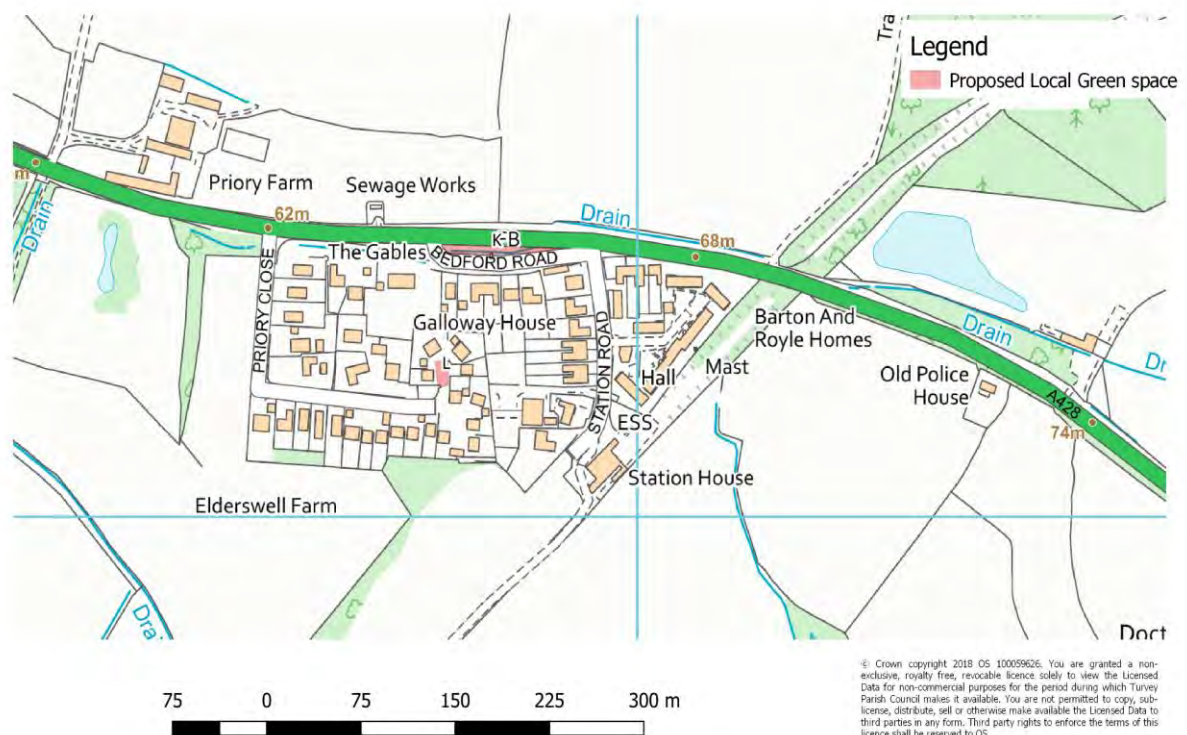 Legend
Proposed Local Green space
Tra
Priory Farm
Sewage Works
m
62m
Drain
Drain
K-B
The Gables
BEDFORD ROAD
68m
PRIORY CLOSE
Galloway House
L
STATION ROAD
Hall
Mast
Barton And
Royle Homes
Drain
Dr
Old Police
House
A428
74m
ESS
Station House
Elderswell Farm
Drai
Doct
75 0 75 150 225 300 m
© Crown copyright 2018 OS 100059626. You are granted a non-
exclusive, royalty free, revocable licence solely to view the Licensed
Data for non-commercial purposes for the period during which Turvey
Parish Council makes it available. You are not permitted to copy, sub-
license, distribute, sell or otherwise make available the Licensed Data to
third parties in any form. Third party rights to enforce the terms of this
licence shall be reserved to OS.